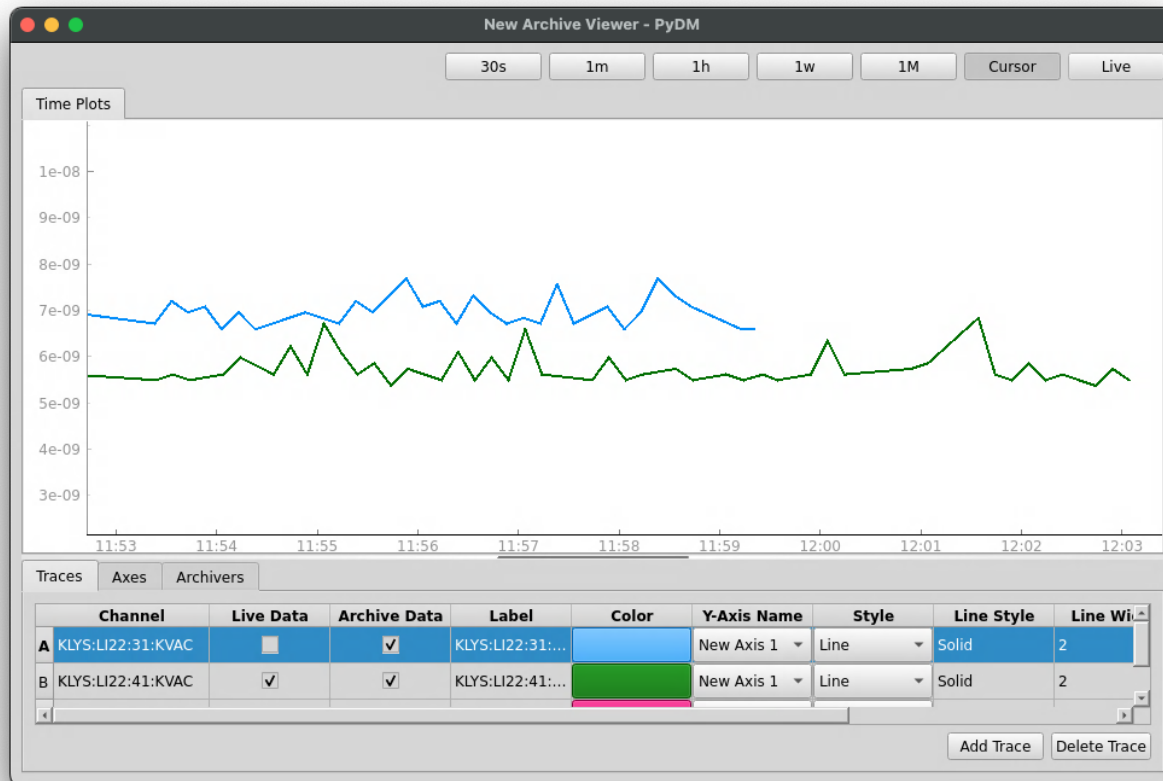 New Archive Viewer - PyDM
30s 1m 1h 1w 1M Cursor Live
Time Plots
1e-08
9e-09
8e-09
7e-09
6e-09
5e-09
4e-09
3e-09
11:53 11:54 11:55 11:56 11:57 11:58 11:59 12:00 12:01 12:02 12:03
Traces Axes Archivers
Channel Live Data Archive Data Label Color Y-Axis Name Style Line Style Line Wi
A KLYS:LI22:31:KVAC KLYS:LI22:31:... New Axis 1 Line Solid 2
B KLYS:LI22:41:KVAC KLYS:LI22:41:... New Axis 1 Line Solid 2
Add Trace Delete Trace